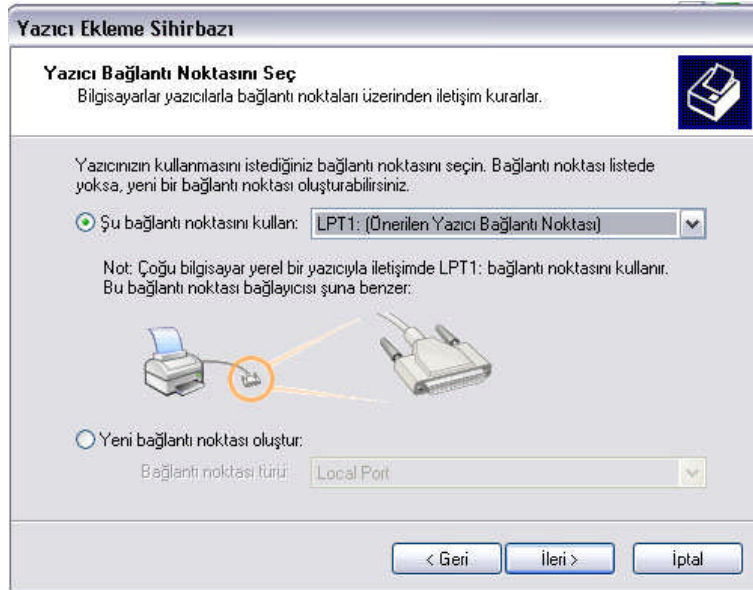 Yazıcı Ekleme Sihirbazı
Yazıcı Bağlantı Noktasını Seç
Bilgisayarlar yazıcılarla bağlantı noktaları üzerinden iletişim kurarlar.
Yazıcınızın kullanmasını istediğiniz bağlantı noktasını seçin. Bağlantı noktası listede
yoksa, yeni bir bağlantı noktası oluşturabilirsiniz.
Şu bağlantı noktasını kullan: LPT1: (Önerilen Yazıcı Bağlantı Noktası)
Not: Çoğu bilgisayar yerel bir yazıcıyla iletişimde LPT1: bağlantı noktasını kullanır.
Bu bağlantı noktası bağlayıcısı şuna benzer:
Yeni bağlantı noktası oluştur:
Bağlantı noktası türü: Local Port
< Geri İleri > İptal